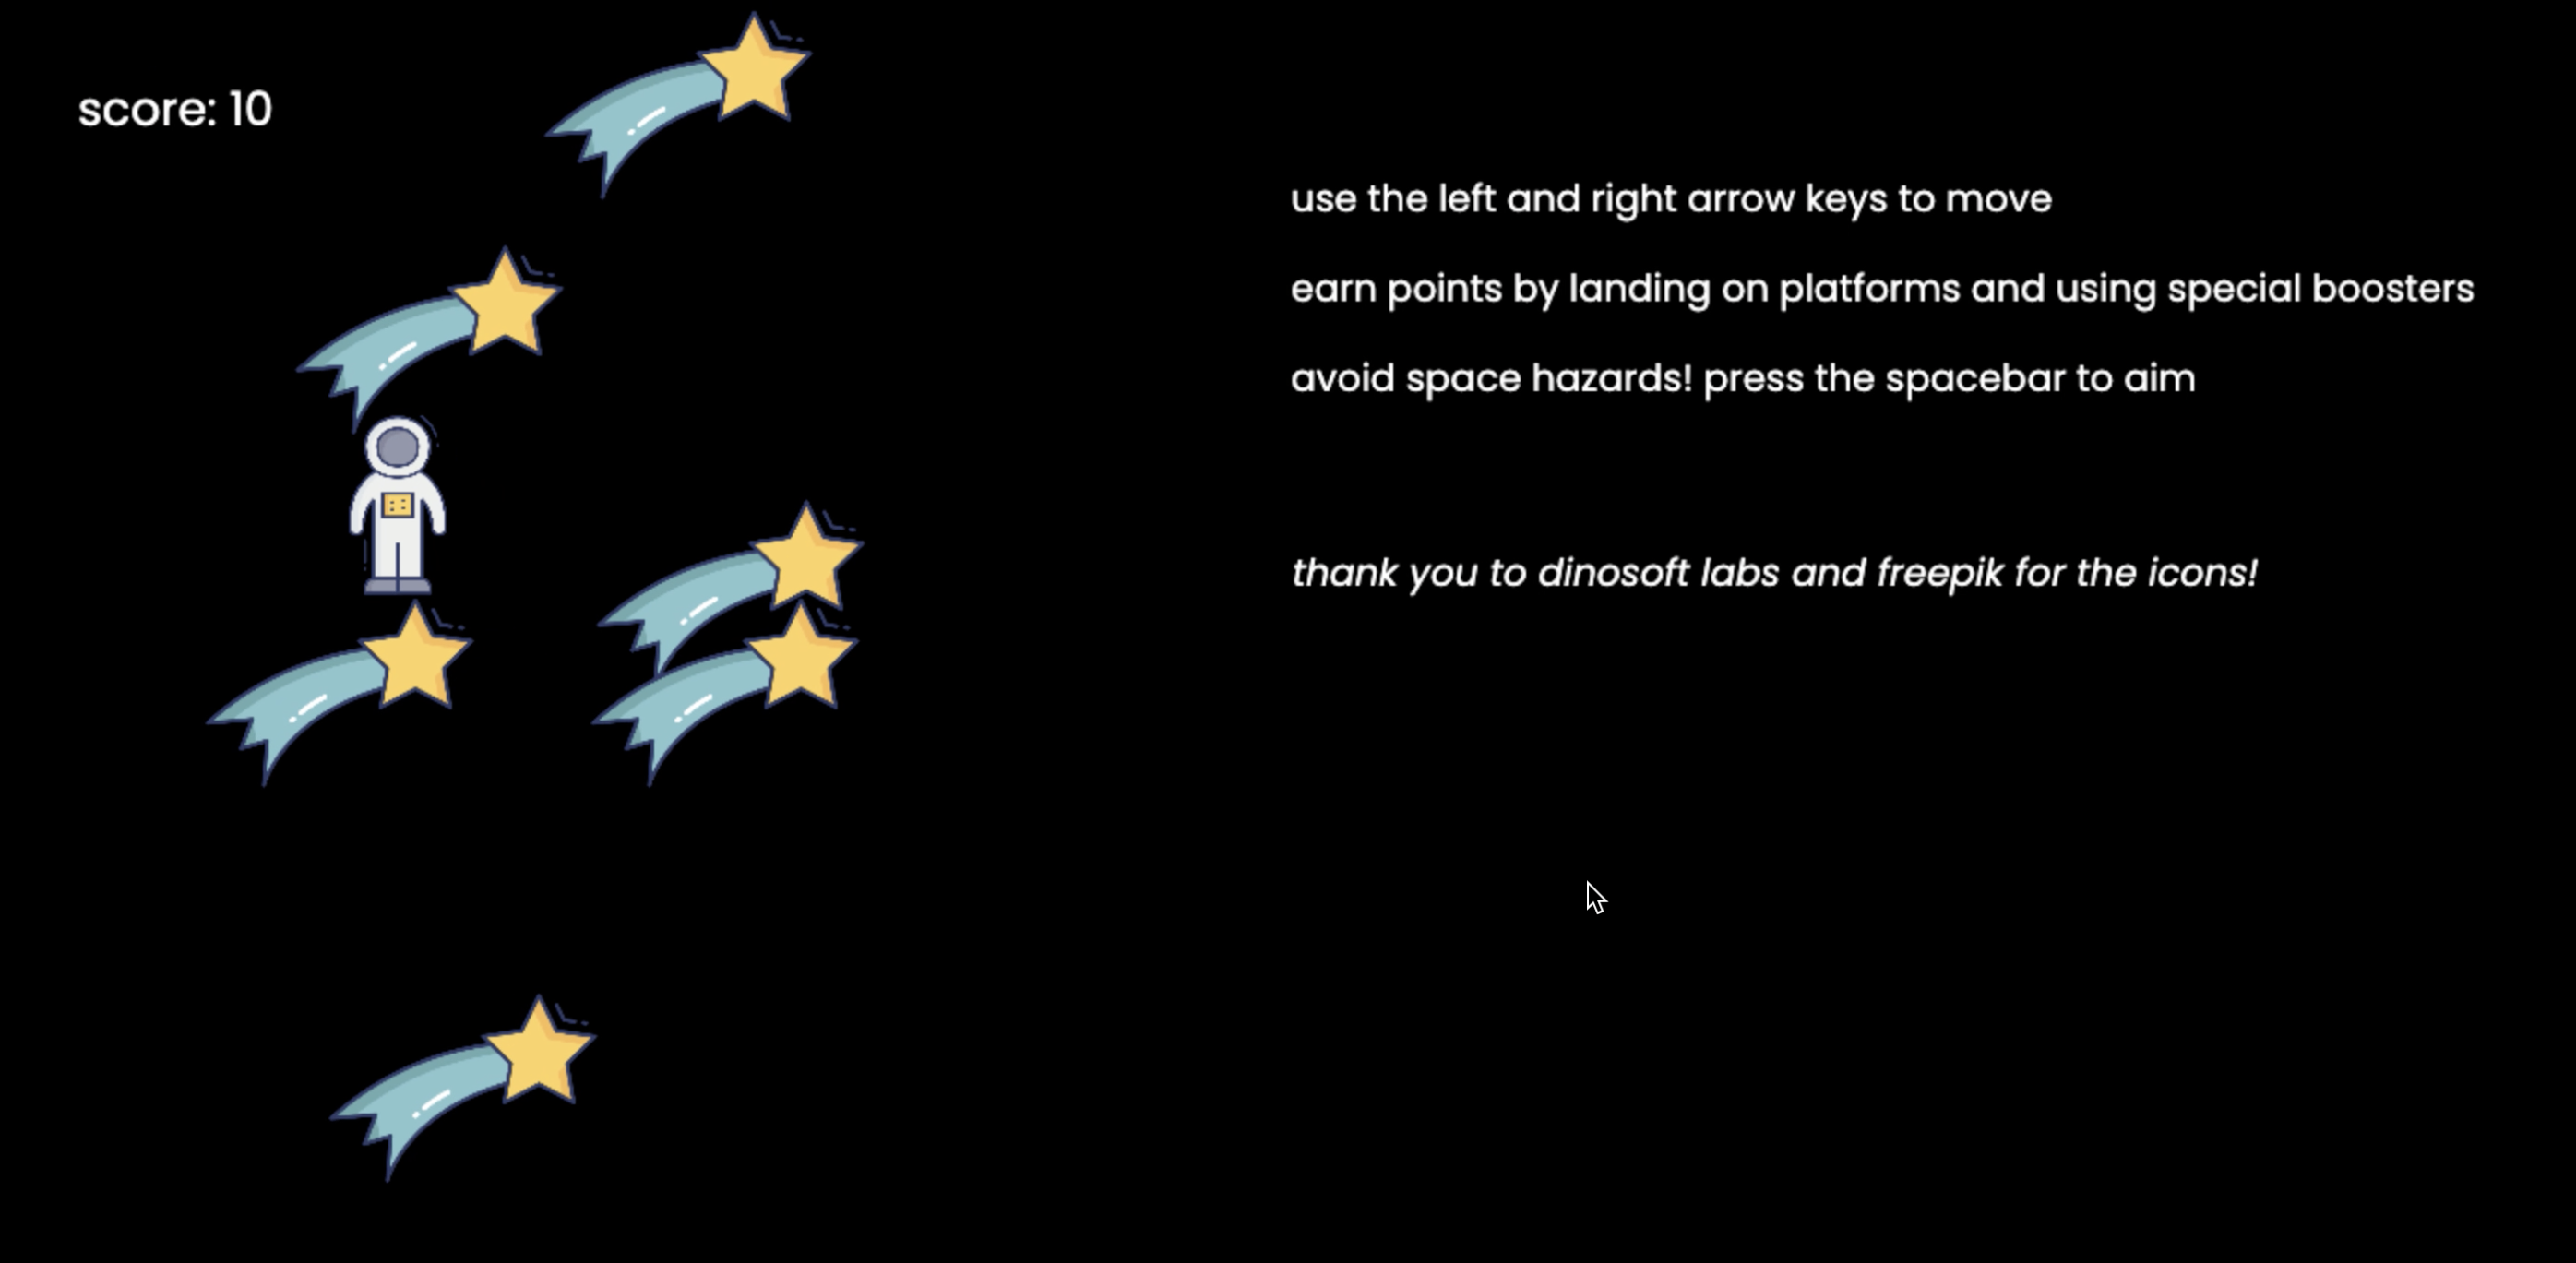 score: 10
use the left and right arrow keys to move
earn points by landing on platforms and using special boosters
avoid space hazards! press the spacebar to aim
thank you to dinosoft labs and freepik for the icons!